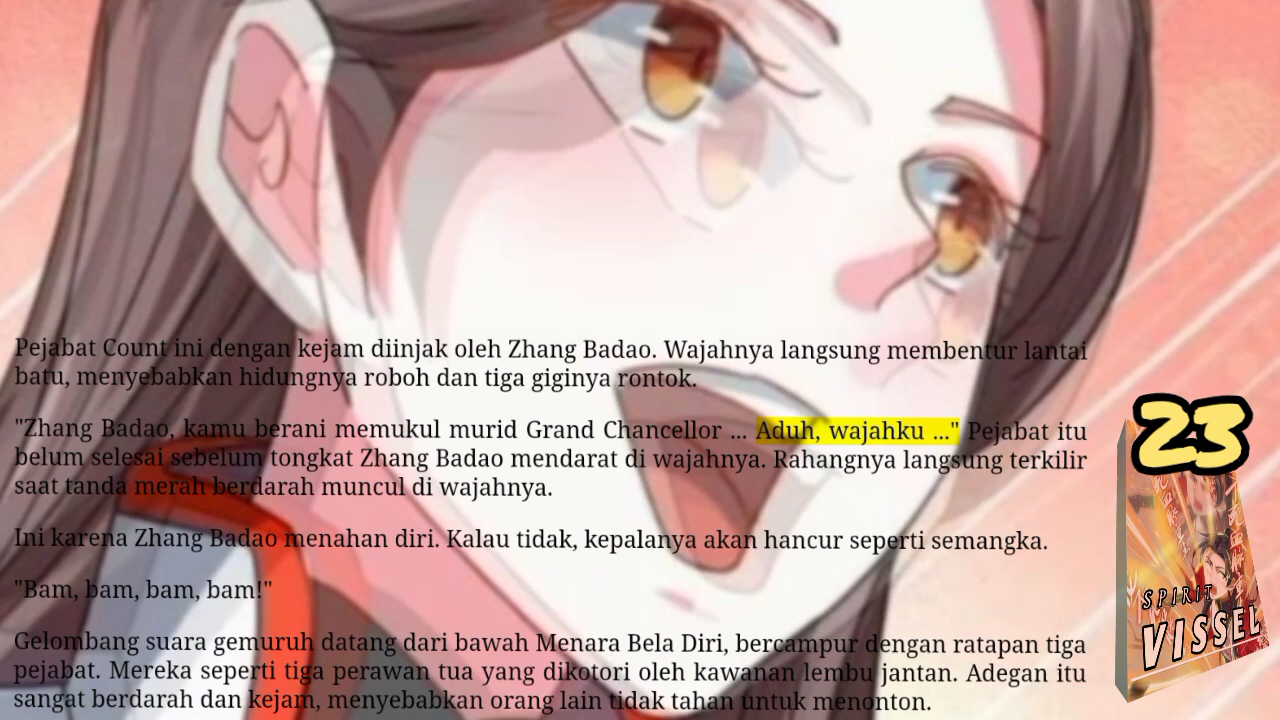 Pejabat Count ini dengan kejam diinjak oleh Zhang Badao. Wajahnya langsung membentur lantai
batu, menyebabkan hidungnya roboh dan tiga giginya rontok.
"Zhang Badao, kamu berani memukul murid Grand Chancellor ... Aduh, wajahku ..." Pejabat itu
belum selesai sebelum tongkat Zhang Badao mendarat di wajahnya. Rahangnya langsung terkilir
saat tanda merah berdarah muncul di wajahnya.
Ini karena Zhang Badao menahan diri. Kalau tidak, kepalanya akan hancur seperti semangka.
"Bam, bam, bam, bam!"
Gelombang suara gemuruh datang dari bawah Menara Bela Diri, bercampur dengan ratapan tiga
pejabat. Mereka seperti tiga perawan tua yang dikotori oleh kawanan lembu jantan. Adegan itu
sangat berdarah dan kejam, menyebabkan orang lain tidak tahan untuk menonton.
23
SPIRIT
VISSEL